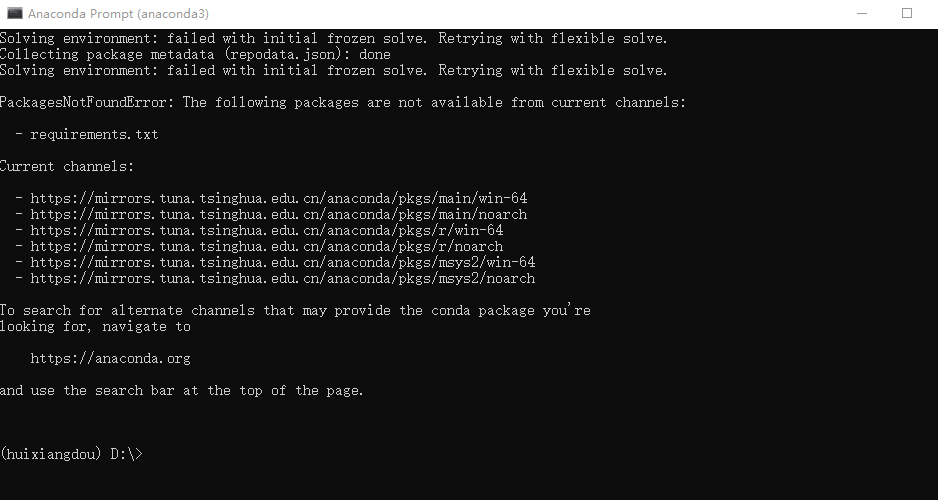 Anaconda Prompt (anaconda3)
Solving environment: failed with initial frozen solve. Retrying with flexible solve.
Collecting package metadata (repodata.json): done
Solving environment: failed with initial frozen solve. Retrying with flexible solve.
PackagesNotFoundError: The following packages are not available from current channels:
- requirements.txt
Current channels:
- https://mirrors.tuna.tsinghua.edu.cn/anaconda/pkgs/main/win-64
- https://mirrors.tuna.tsinghua.edu.cn/anaconda/pkgs/main/noarch
- https://mirrors.tuna.tsinghua.edu.cn/anaconda/pkgs/r/win-64
- https://mirrors.tuna.tsinghua.edu.cn/anaconda/pkgs/r/noarch
- https://mirrors.tuna.tsinghua.edu.cn/anaconda/pkgs/msys2/win-64
- https://mirrors.tuna.tsinghua.edu.cn/anaconda/pkgs/msys2/noarch
To search for alternate channels that may provide the conda package you're
looking for, navigate to
https://anaconda.org
and use the search bar at the top of the page.
(huixiangdou) D:\>